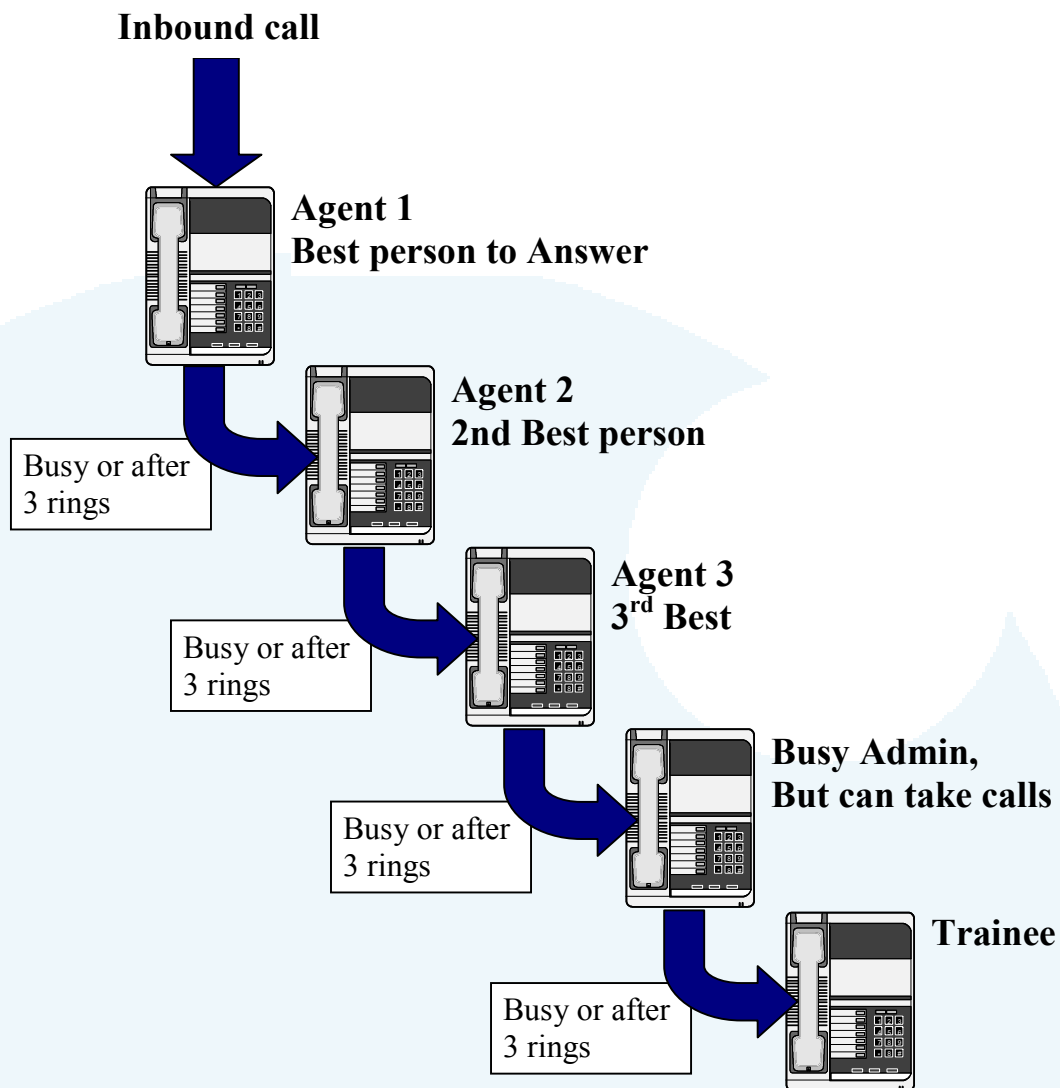 Inbound call
Agent 1
Best person to Answer
Agent 2
2nd Best person
Busy or after
3 rings
Agent 3
3rd Best
Busy or after
3 rings
Busy Admin,
But can take calls
Busy or after
3 rings
Trainee
Busy or after
3 rings